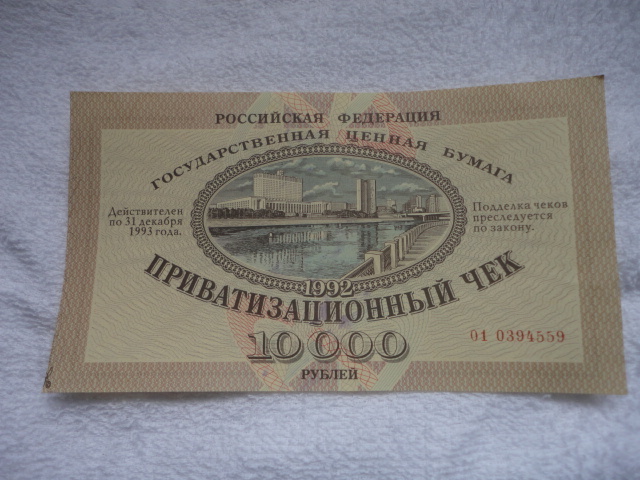 РОССИЙСКАЯ ФЕДЕРАЦИЯ
ГОСУДАРСТВЕННАЯ ЦЕННАЯ БУМАГА
Действителен
по 31 декабря
1993 года.
Подделка чеков
преследуется
по закону.
1992
ПРИВАТИЗАЦИОННЫЙ ЧЕК
10000
РУБЛЕЙ
01 0394559